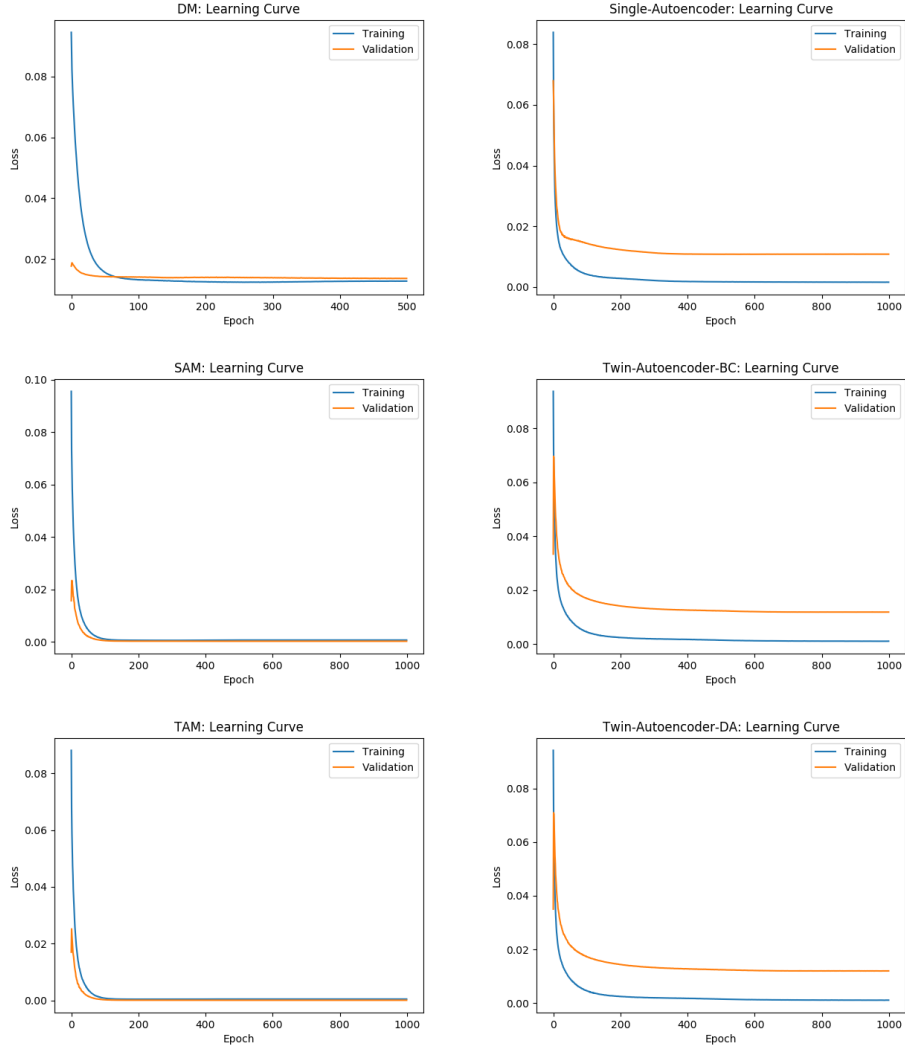 DM: Learning Curve
Training
Validation
0.08
0.06
0.04
0.02
Loss
0 100 200 300 400 500
Epoch
Single-Autoencoder: Learning Curve
Training
Validation
0.08
0.06
0.04
0.02
0.00
Loss
0 200 400 600 800 1000
Epoch
SAM: Learning Curve
Training
Validation
0.10
0.08
0.06
0.04
0.02
0.00
Loss
0 200 400 600 800 1000
Epoch
Twin-Autoencoder-BC: Learning Curve
Training
Validation
0.08
0.06
0.04
0.02
0.00
Loss
0 200 400 600 800 1000
Epoch
TAM: Learning Curve
Training
Validation
0.08
0.06
0.04
0.02
0.00
Loss
0 200 400 600 800 1000
Epoch
Twin-Autoencoder-DA: Learning Curve
Training
Validation
0.08
0.06
0.04
0.02
0.00
Loss
0 200 400 600 800 1000
Epoch